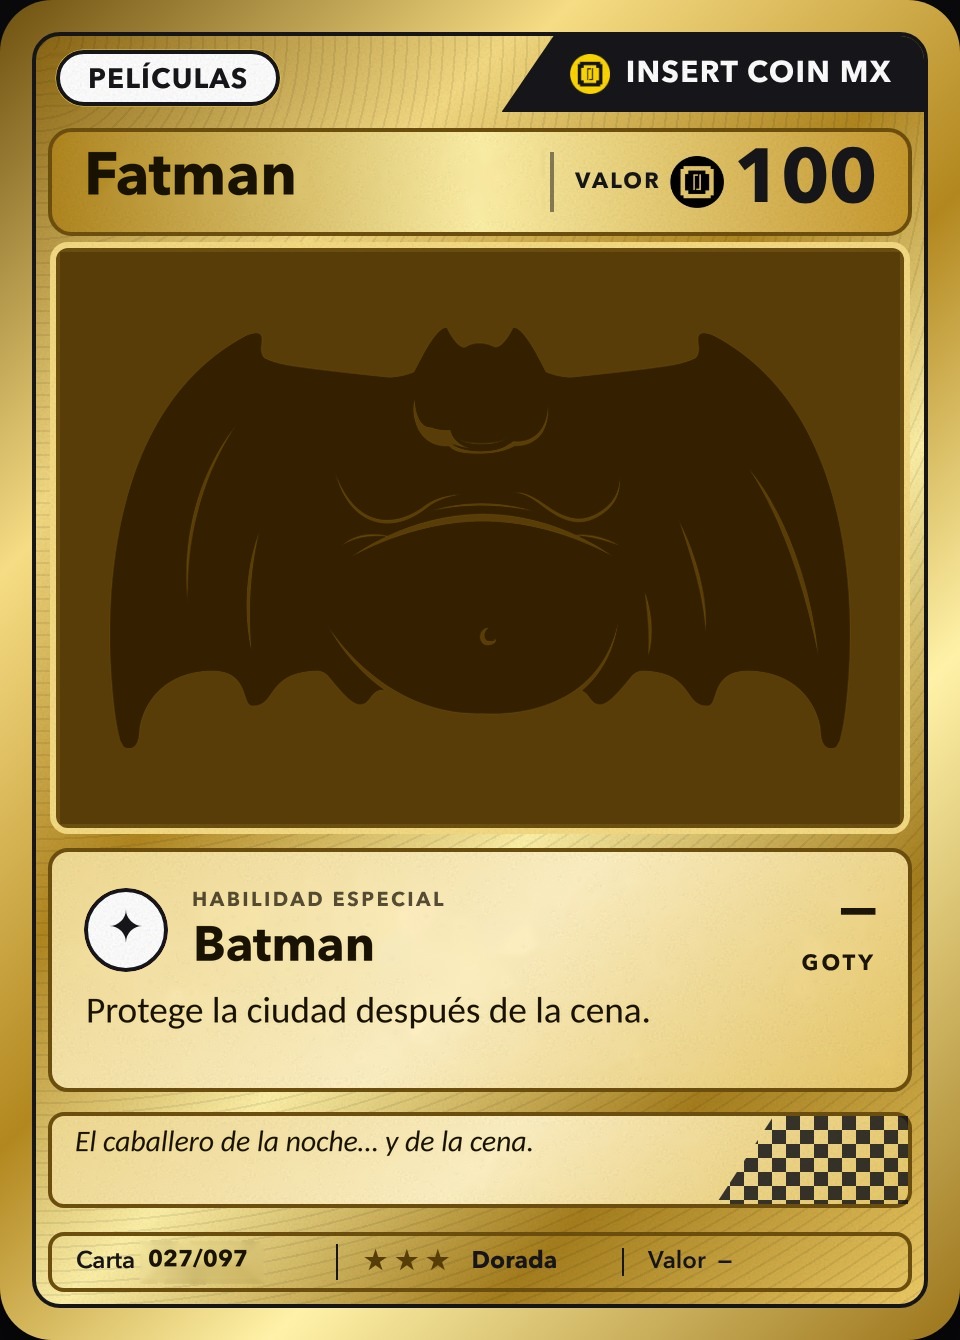 PELÍCULAS
INSERT COIN MX
Fatman
VALOR 100
HABILIDAD ESPECIAL
Batman
–
GOTY
Protege la ciudad después de la cena.
El caballero de la noche... y de la cena.
Carta 027/097 ★★★ Dorada Valor –